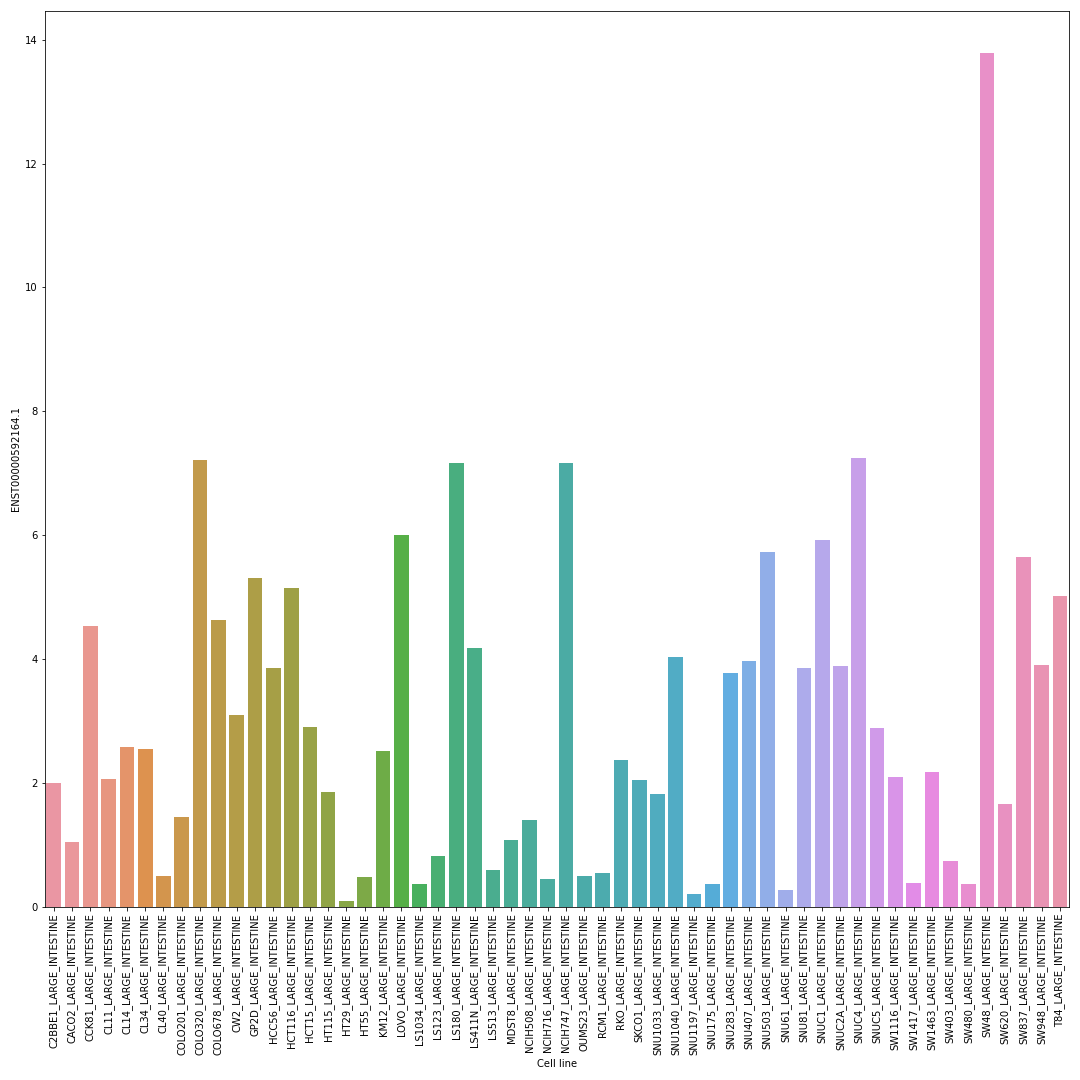 14
12
10
8
6
4
2
0
ENST00000592164.1
C2BBE1_LARGE_INTESTINE
CACO2_LARGE_INTESTINE
CCK81_LARGE_INTESTINE
CL11_LARGE_INTESTINE
CL14_LARGE_INTESTINE
CL34_LARGE_INTESTINE
CL40_LARGE_INTESTINE
COLO201_LARGE_INTESTINE
COLO320_LARGE_INTESTINE
COLO678_LARGE_INTESTINE
CW2_LARGE_INTESTINE
GP2D_LARGE_INTESTINE
HCC56_LARGE_INTESTINE
HCT116_LARGE_INTESTINE
HCT15_LARGE_INTESTINE
HT115_LARGE_INTESTINE
HT29_LARGE_INTESTINE
HT55_LARGE_INTESTINE
KM12_LARGE_INTESTINE
LOVO_LARGE_INTESTINE
LS1034_LARGE_INTESTINE
LS123_LARGE_INTESTINE
LS180_LARGE_INTESTINE
LS411N_LARGE_INTESTINE
LS513_LARGE_INTESTINE
MDST8_LARGE_INTESTINE
NCIH508_LARGE_INTESTINE
NCIH716_LARGE_INTESTINE
NCIH747_LARGE_INTESTINE
OUMS23_LARGE_INTESTINE
RCM1_LARGE_INTESTINE
RKO_LARGE_INTESTINE
SKCO1_LARGE_INTESTINE
SNU1033_LARGE_INTESTINE
SNU1040_LARGE_INTESTINE
SNU1197_LARGE_INTESTINE
SNU175_LARGE_INTESTINE
SNU283_LARGE_INTESTINE
SNU407_LARGE_INTESTINE
SNU503_LARGE_INTESTINE
SNU61_LARGE_INTESTINE
SNU81_LARGE_INTESTINE
SNUC1_LARGE_INTESTINE
SNUC2A_LARGE_INTESTINE
SNUC4_LARGE_INTESTINE
SNUC5_LARGE_INTESTINE
SW1116_LARGE_INTESTINE
SW1417_LARGE_INTESTINE
SW1463_LARGE_INTESTINE
SW403_LARGE_INTESTINE
SW480_LARGE_INTESTINE
SW48_LARGE_INTESTINE
SW620_LARGE_INTESTINE
SW837_LARGE_INTESTINE
SW948_LARGE_INTESTINE
T84_LARGE_INTESTINE
Cell line